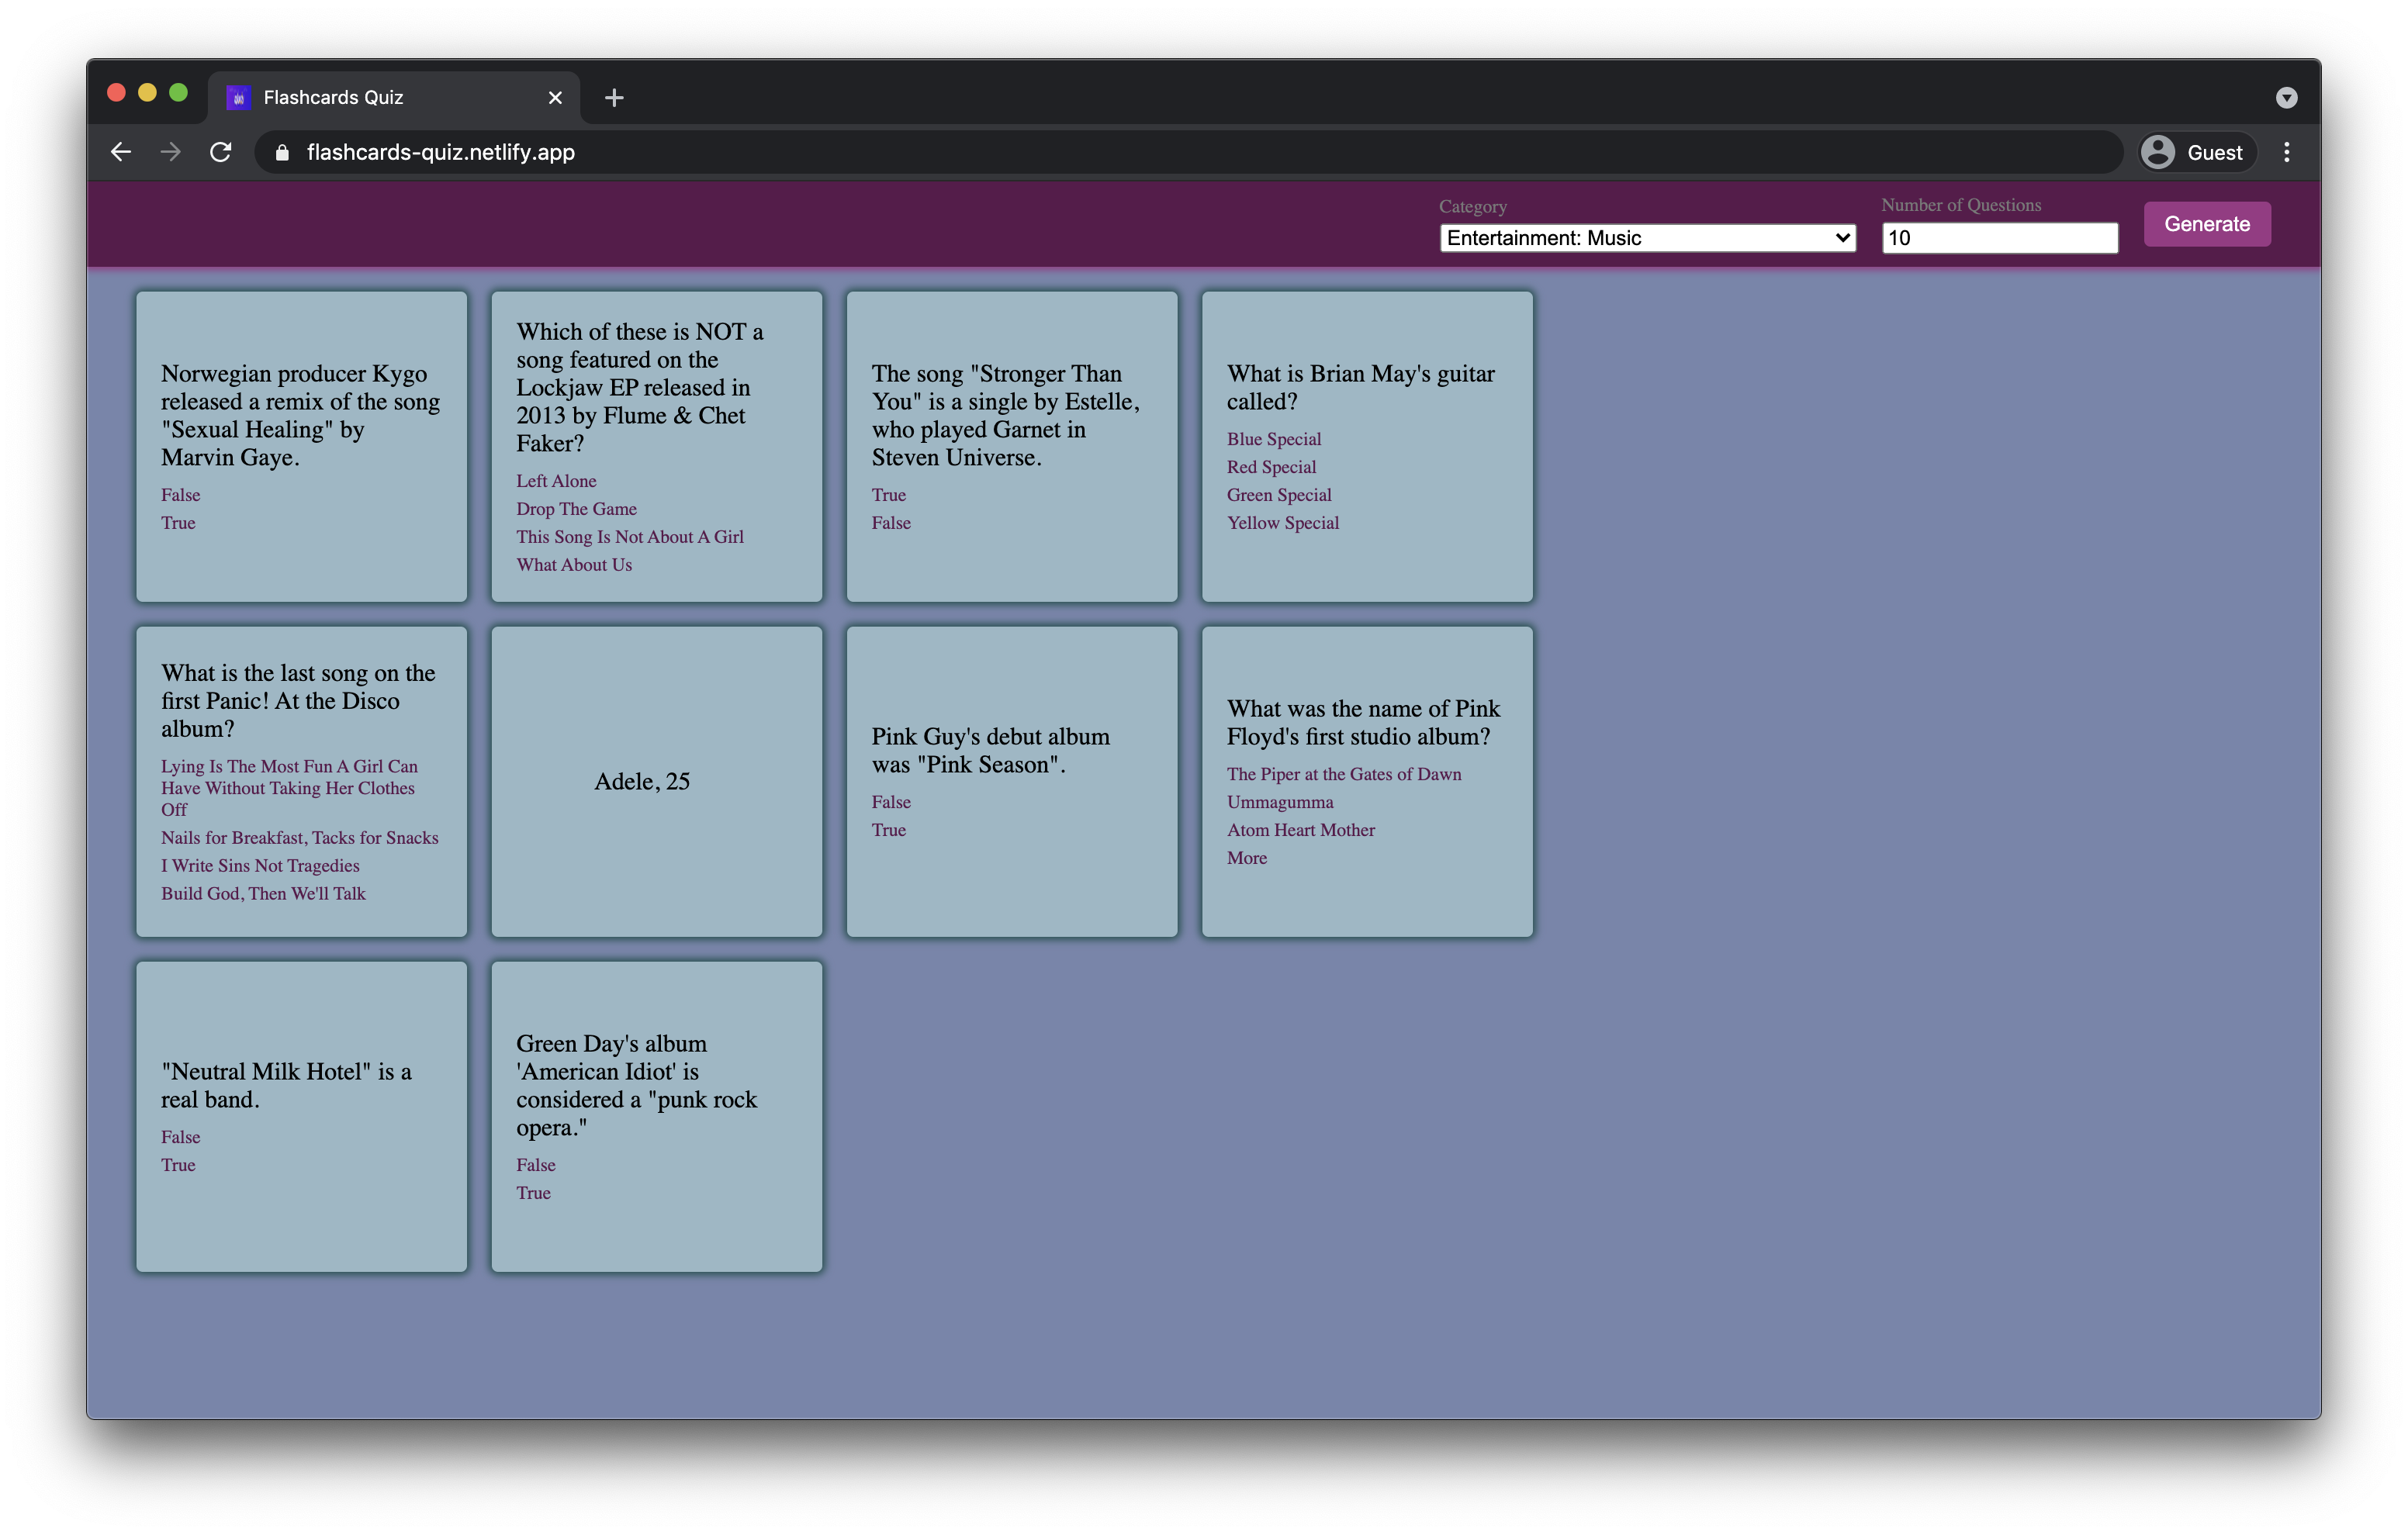 Flashcards Quiz
flashcards-quiz.netlify.app
Guest
Category
Entertainment: Music
Number of Questions
10
Generate
Norwegian producer Kygo
released a remix of the song
"Sexual Healing" by
Marvin Gaye.
False
True
Which of these is NOT a
song featured on the
Lockjaw EP released in
2013 by Flume & Chet
Faker?
Left Alone
Drop The Game
This Song Is Not About A Girl
What About Us
The song "Stronger Than
You" is a single by Estelle,
who played Garnet in
Steven Universe.
True
False
What is Brian May's guitar
called?
Blue Special
Red Special
Green Special
Yellow Special
What is the last song on the
first Panic! At the Disco
album?
Lying Is The Most Fun A Girl Can
Have Without Taking Her Clothes
Off
Nails for Breakfast, Tacks for Snacks
I Write Sins Not Tragedies
Build God, Then We'll Talk
Adele, 25
Pink Guy's debut album
was "Pink Season".
False
True
What was the name of Pink
Floyd's first studio album?
The Piper at the Gates of Dawn
Ummagumma
Atom Heart Mother
More
"Neutral Milk Hotel" is a
real band.
False
True
Green Day's album
'American Idiot' is
considered a "punk rock
opera."
False
True